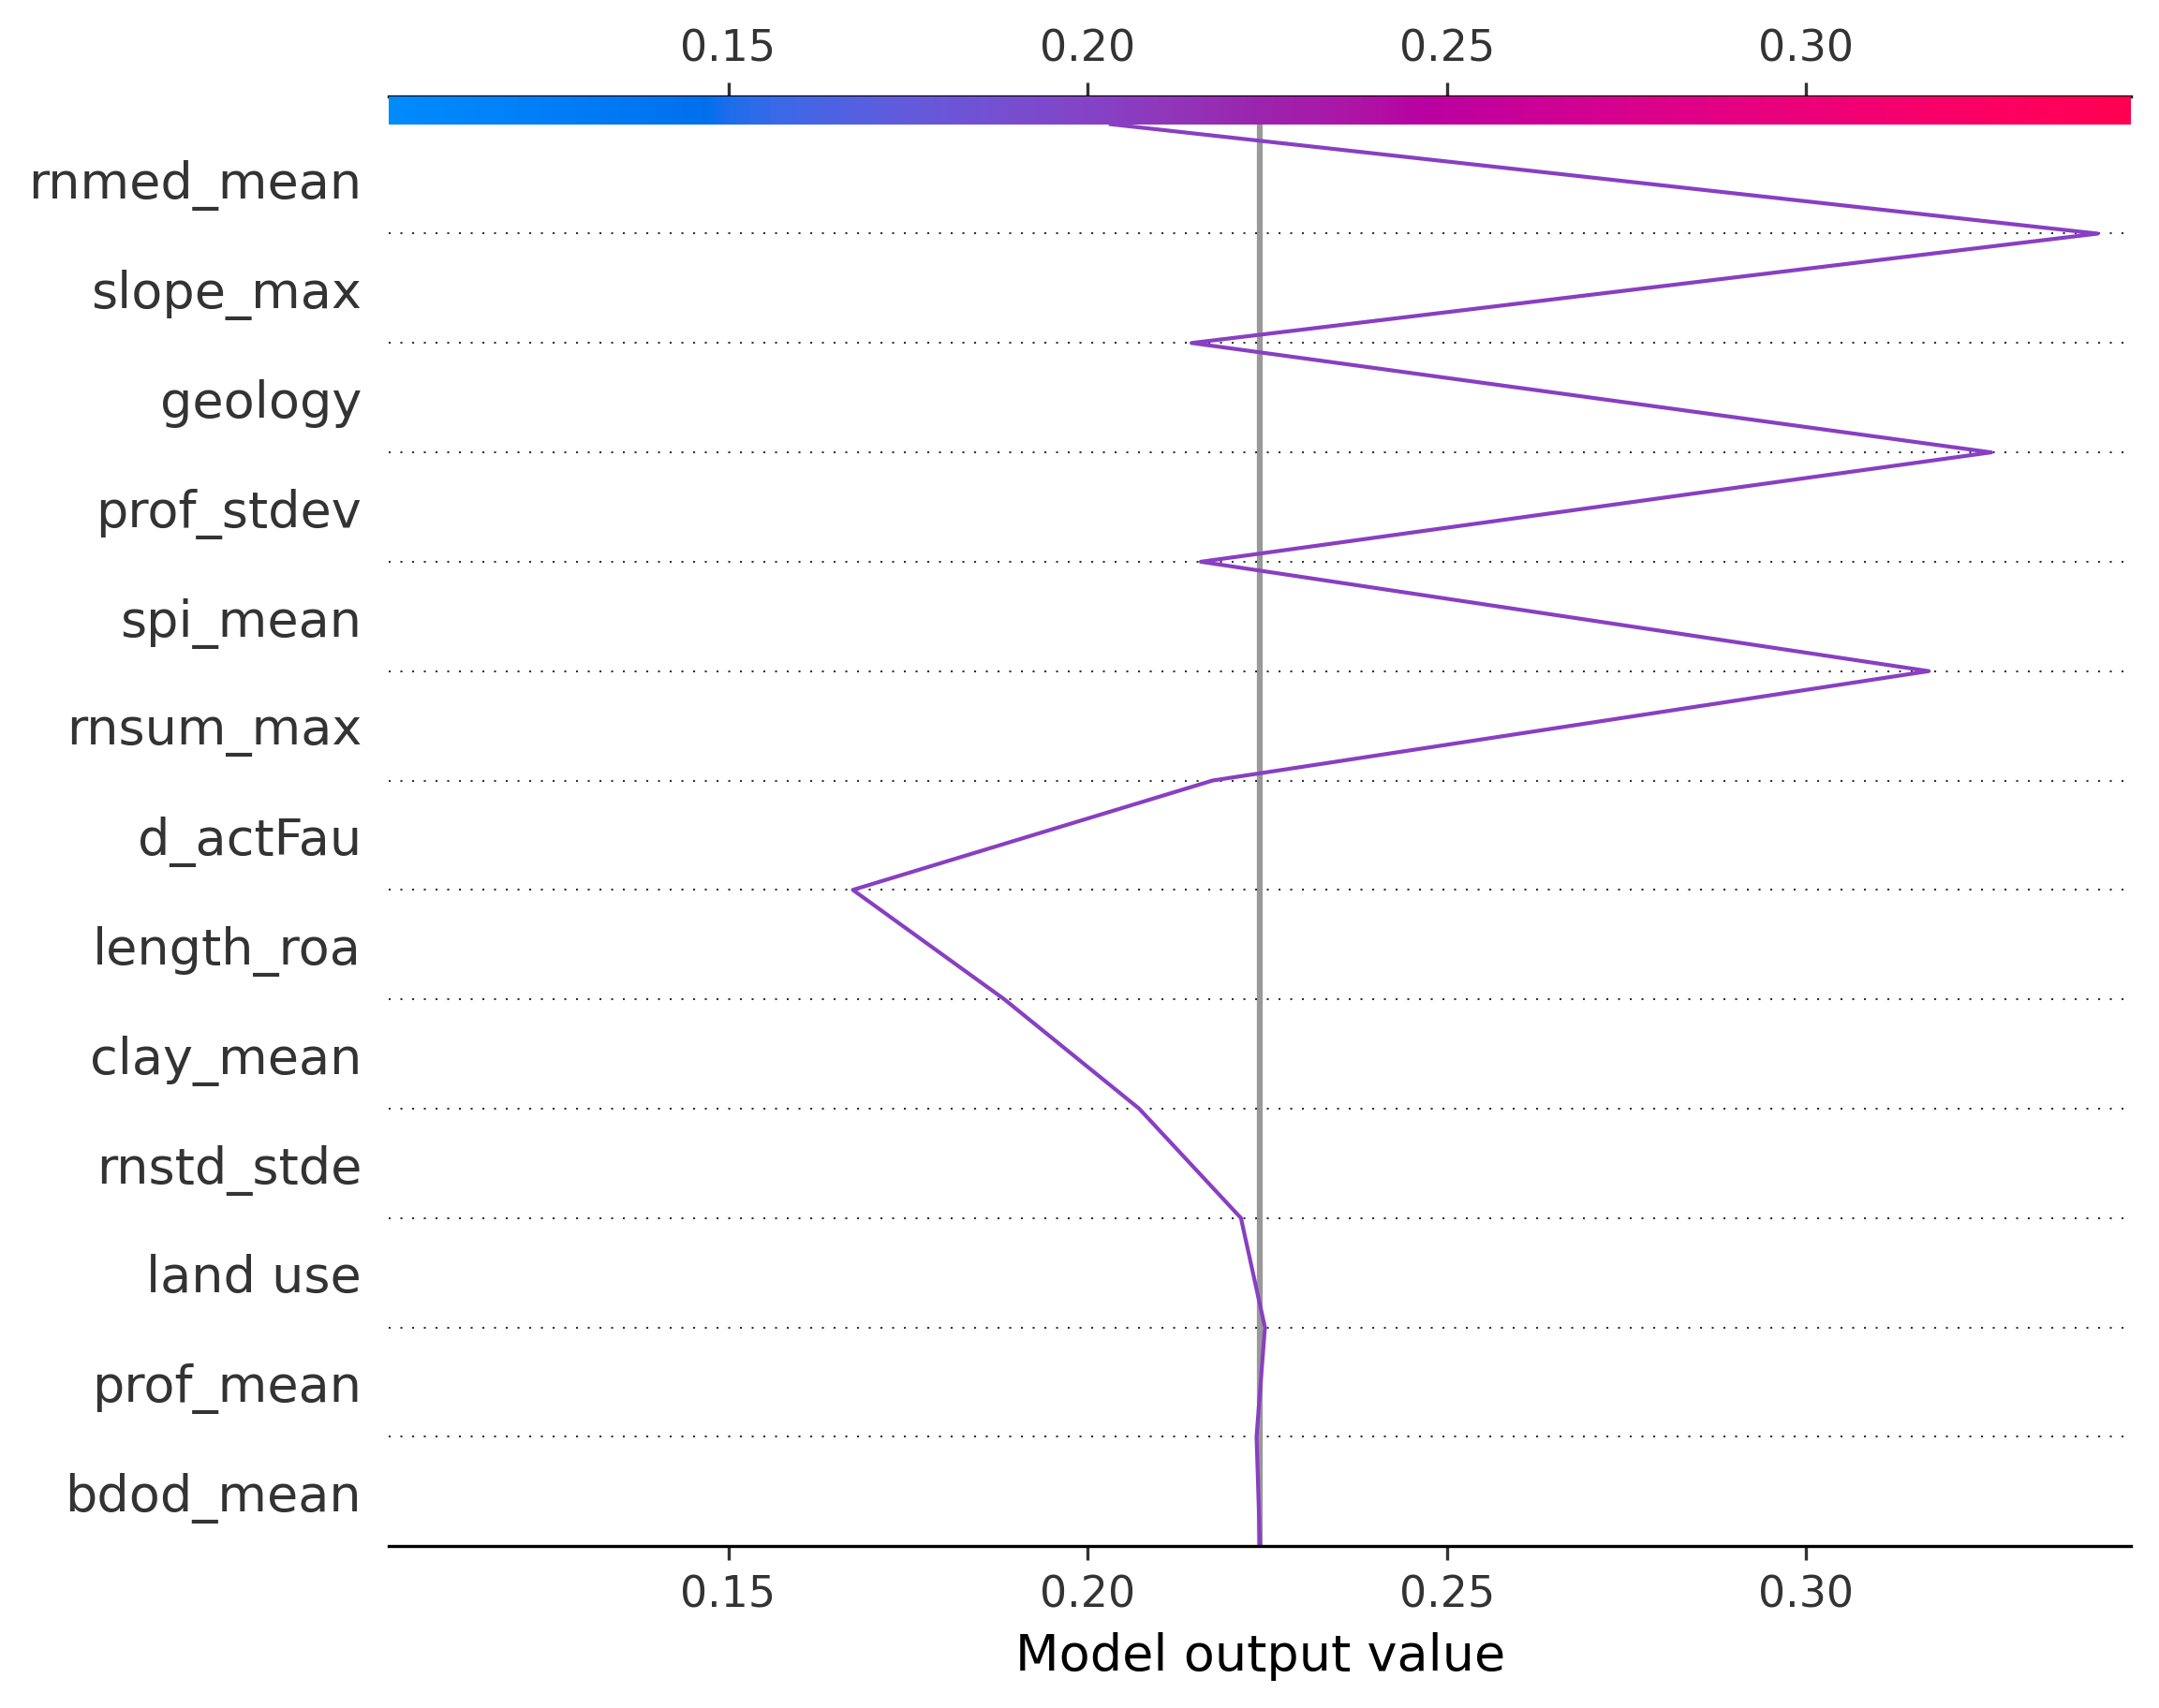 0.15 0.20 0.25 0.30
rnmed_mean
slope_max
geology
prof_stdev
spi_mean
rnsum_max
d_actFau
length_roa
clay_mean
rnstd_stde
land use
prof_mean
bdod_mean
0.15 0.20 0.25 0.30
Model output value